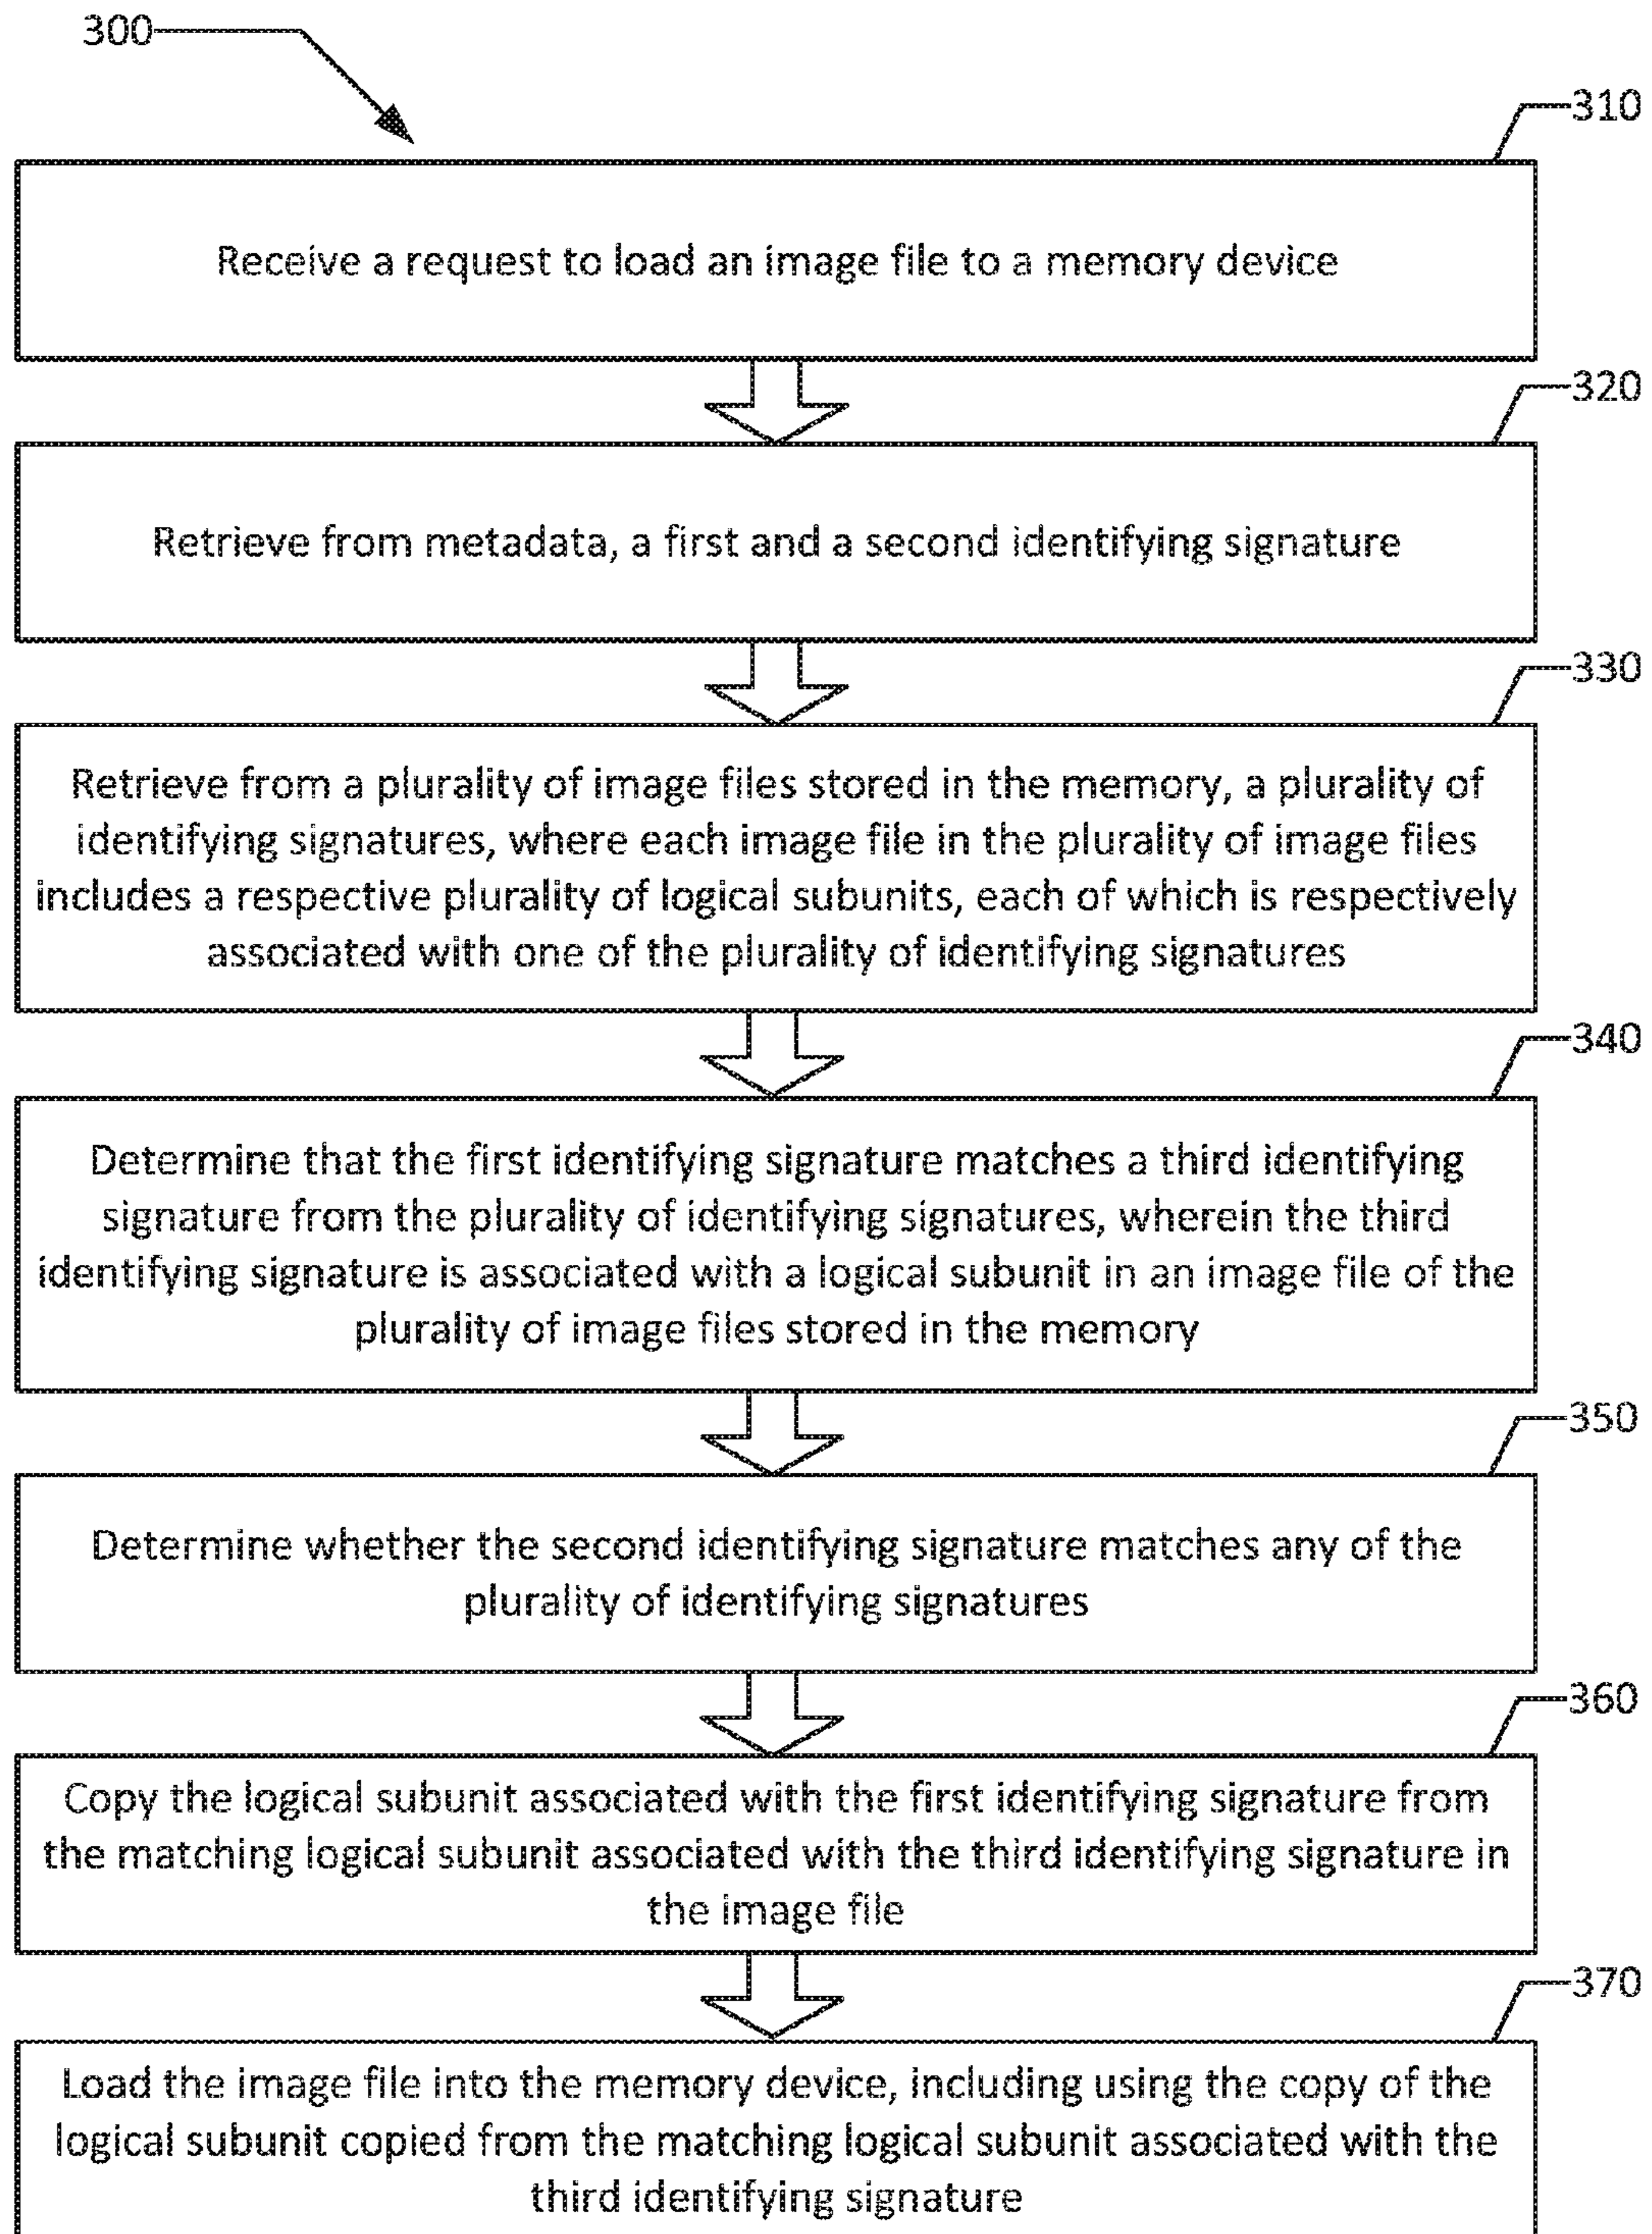 300
310
Receive a request to load an image file to a memory device
320
Retrieve from metadata, a first and a second identifying signature
330
Retrieve from a plurality of image files stored in the memory, a plurality of
identifying signatures, where each image file in the plurality of image files
includes a respective plurality of logical subunits, each of which is respectively
associated with one of the plurality of identifying signatures
340
Determine that the first identifying signature matches a third identifying
signature from the plurality of identifying signatures, wherein the third
identifying signature is associated with a logical subunit in an image file of the
plurality of image files stored in the memory
350
Determine whether the second identifying signature matches any of the
plurality of identifying signatures
360
Copy the logical subunit associated with the first identifying signature from
the matching logical subunit associated with the third identifying signature in
the image file
370
Load the image file into the memory device, including using the copy of the
logical subunit copied from the matching logical subunit associated with the
third identifying signature